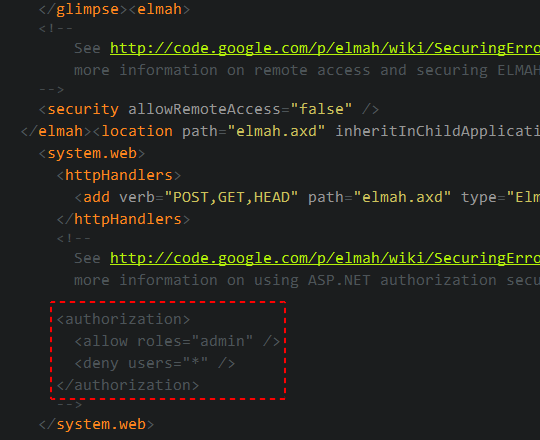 </glimpse><elmah>
<!--
See http://code.google.com/p/elmah/wiki/SecuringErro
more information on remote access and securing ELMAH
-->
<security allowRemoteAccess="false" />
</elmah><location path="elmah.axd" inheritInChildApplicati
<system.web>
<httpHandlers>
<add verb="POST,GET,HEAD" path="elmah.axd" type="Elm
</httpHandlers>
<!--
See http://code.google.com/p/elmah/wiki/SecuringErro
more information on using ASP.NET authorization secu
<authorization>
<allow roles="admin" />
<deny users="*" />
</authorization>
-->
</system.web>